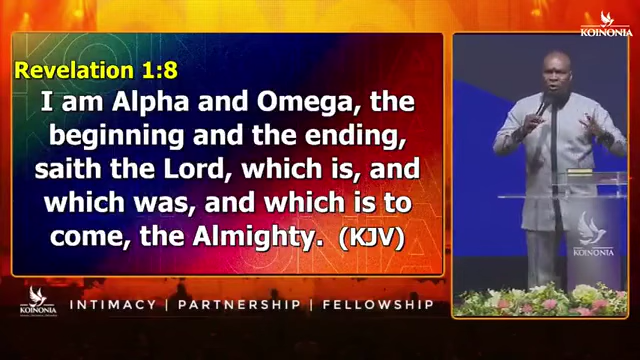 KOINONIA
Revelation 1:8
I am Alpha and Omega, the
beginning and the ending,
saith the Lord, which is, and
which was, and which is to
come, the Almighty. (KJV)
KOINONIA
KOINONIA
INTIMACY | PARTNERSHIP | FELLOWSHIP